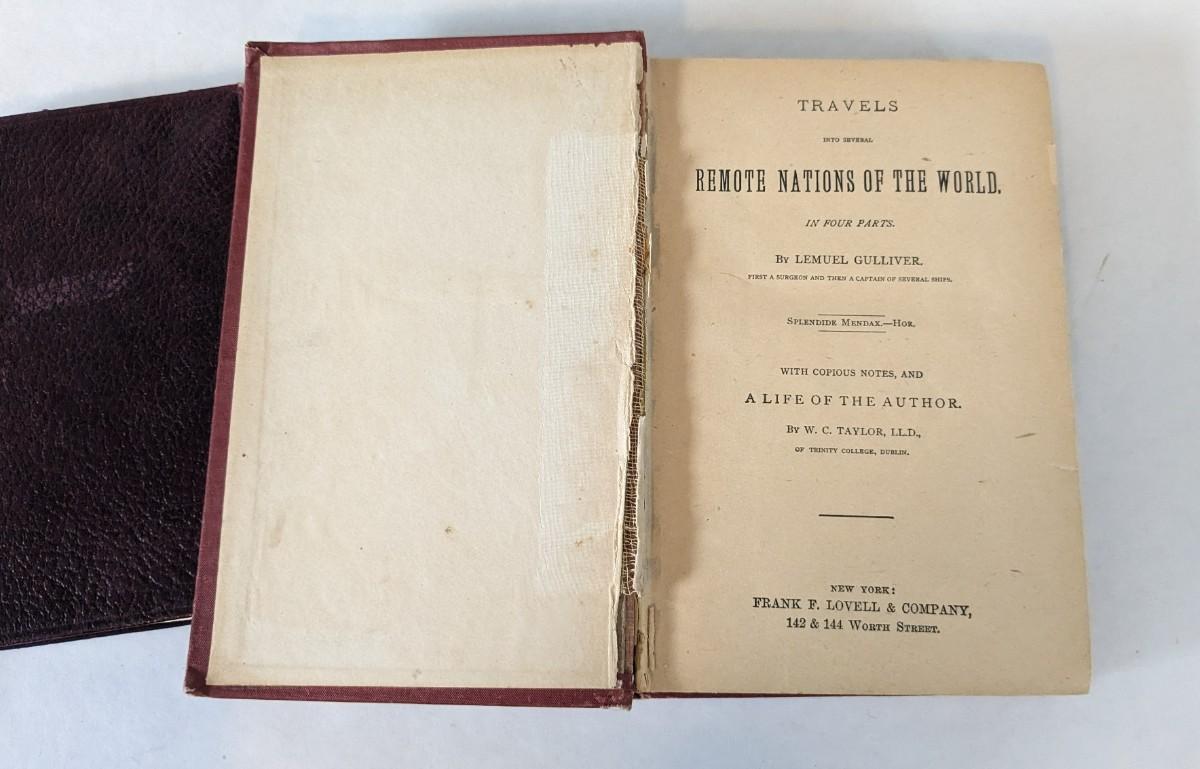 TRAVELS
INTO SEVERAL
REMOTE NATIONS OF THE WORLD.
IN FOUR PARTS.
By LEMUEL GULLIVER.
FIRST A SURGEON AND THEN A CAPTAIN OF SEVERAL SHIPS.
Splendide Mendax.—Hor.
WITH COPIOUS NOTES, AND
A LIFE OF THE AUTHOR.
By W. C. TAYLOR, LL.D.,
OF TRINITY COLLEGE, DUBLIN.
NEW YORK:
FRANK F. LOVELL & COMPANY,
142 & 144 Worth Street.